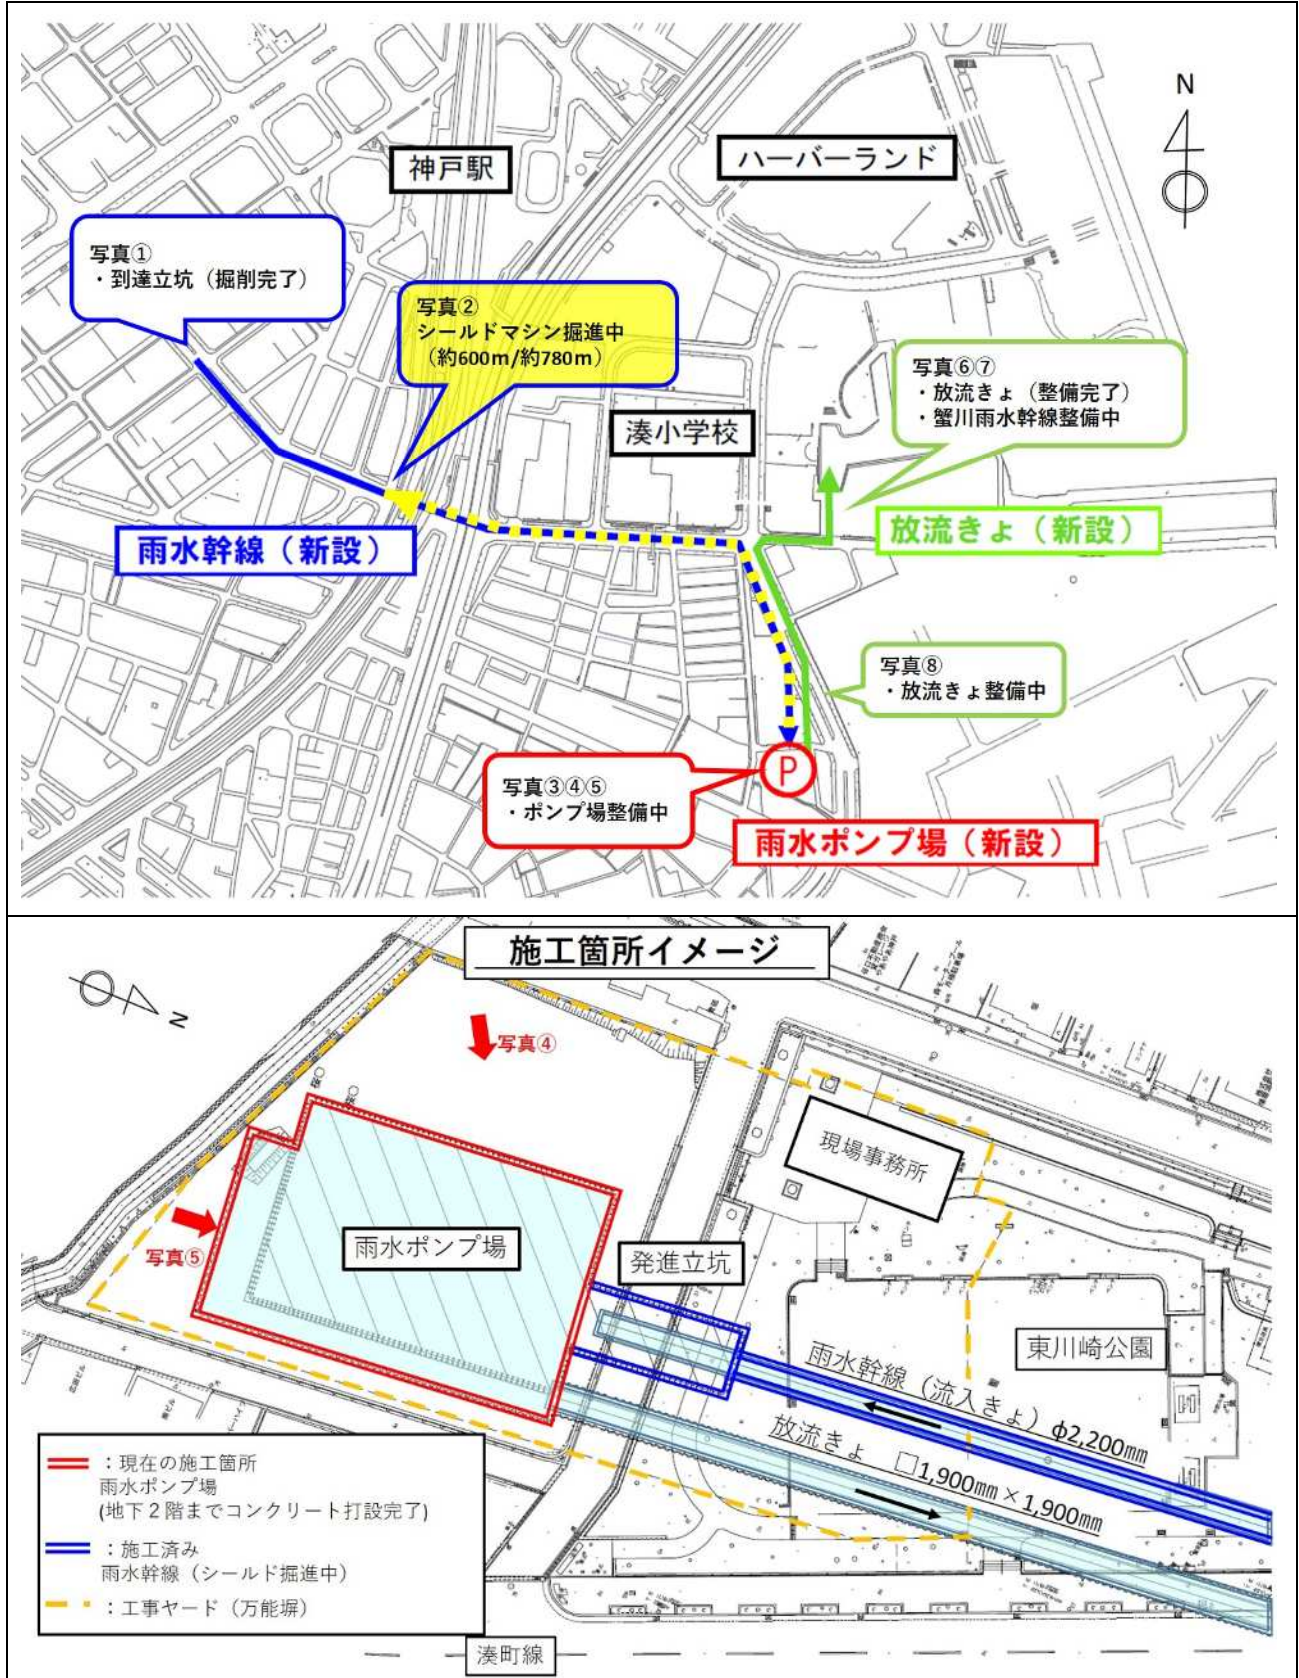 N
神戸駅
ハーバーランド
写真①
・到達立坑（掘削完了）
写真②
シールドマシン掘進中
（約600m/約780m）
写真⑥⑦
・放流きょ（整備完了）
・蟹川雨水幹線整備中
湊小学校
雨水幹線（新設）
放流きょ（新設）
写真⑧
・放流きょ整備中
写真③④⑤
・ポンプ場整備中
P
雨水ポンプ場（新設）
施工箇所イメージ
N
写真④
現場事務所
写真⑤
雨水ポンプ場
発進立坑
東川崎公園
雨水幹線（流入きょ）φ2,200㎜
放流きょ □1,900㎜×1,900㎜
：現在の施工箇所
雨水ポンプ場
(地下２階までコンクリート打設完了)
：施工済み
雨水幹線（シールド掘進中）
：工事ヤード（万能塀）
湊町線